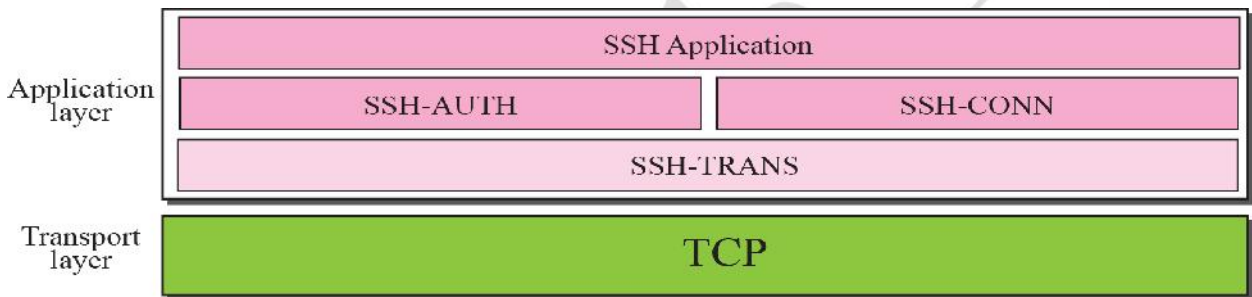 SSH Application
Application
layer
SSH-AUTH
SSH-CONN
SSH-TRANS
Transport
layer
TCP